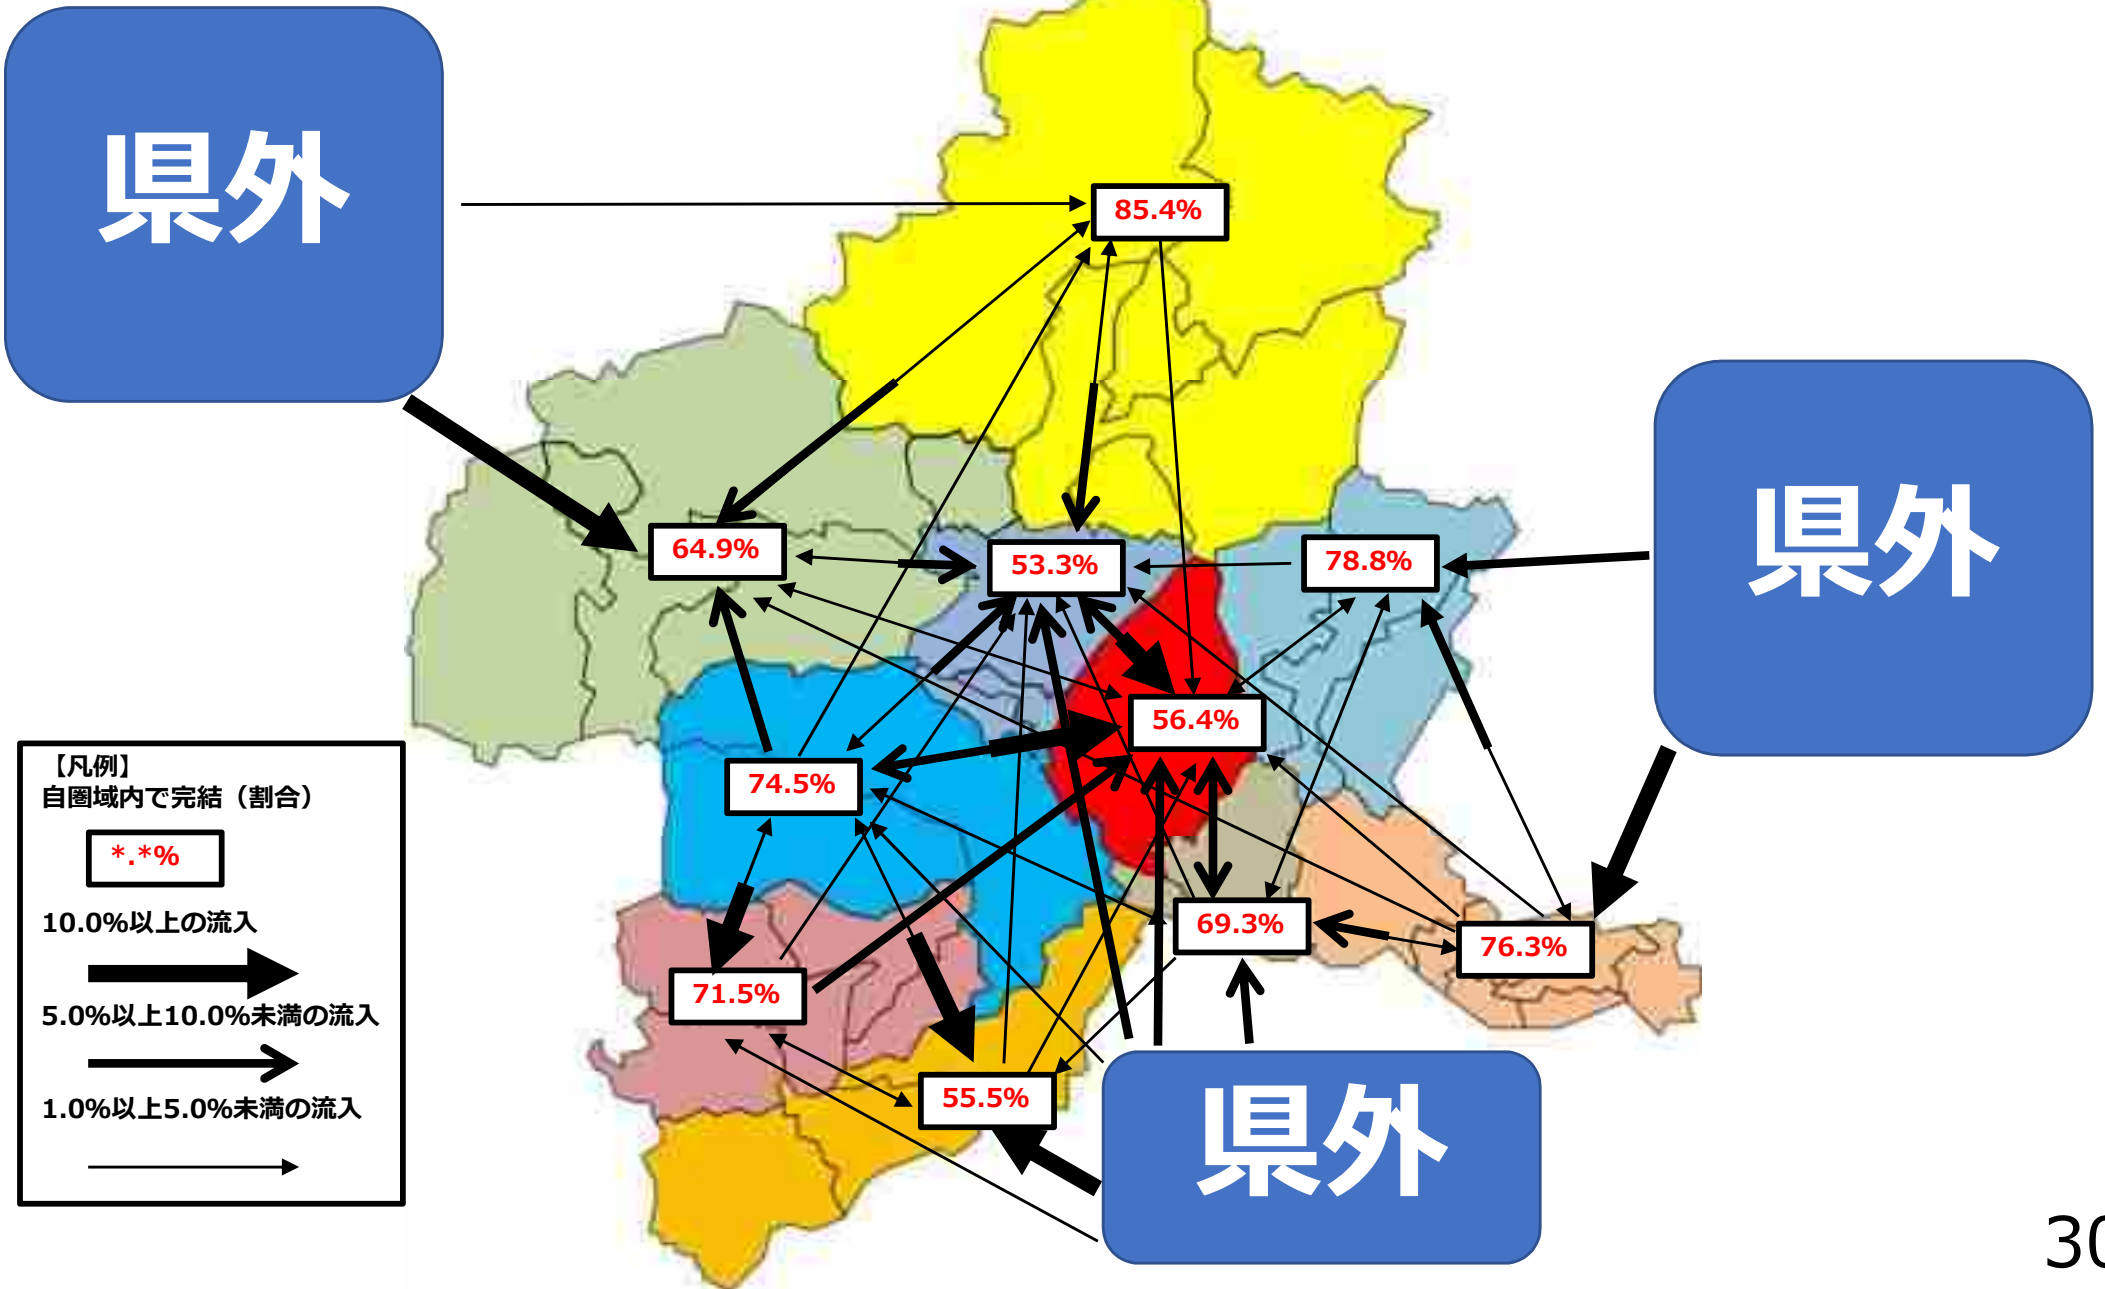 県外
85.4%
県外
64.9%
53.3%
78.8%
56.4%
74.5%
69.3%
76.3%
71.5%
55.5%
県外
【凡例】
自圏域内で完結（割合）
*.*%
10.0%以上の流入
5.0%以上10.0%未満の流入
1.0%以上5.0%未満の流入
30